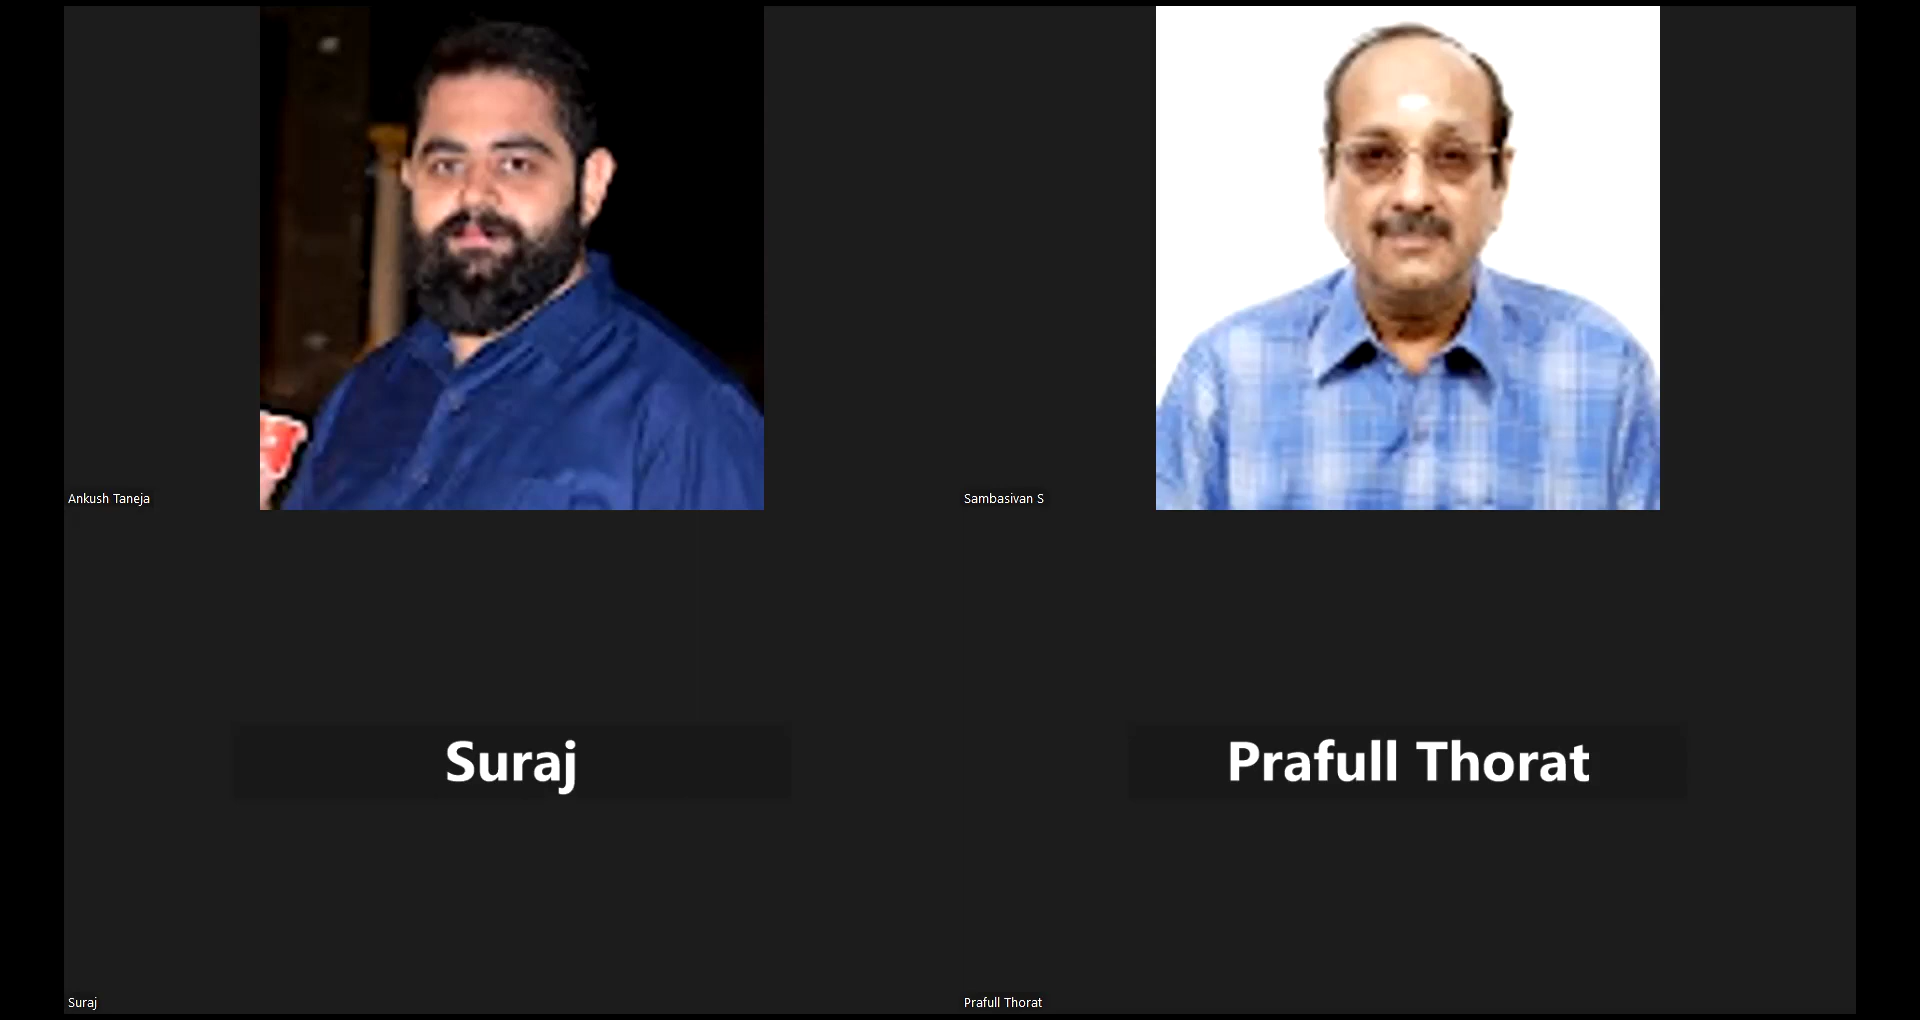 Ankush Taneja
Sambasivan S
Suraj
Prafull Thorat
Suraj
Prafull Thorat